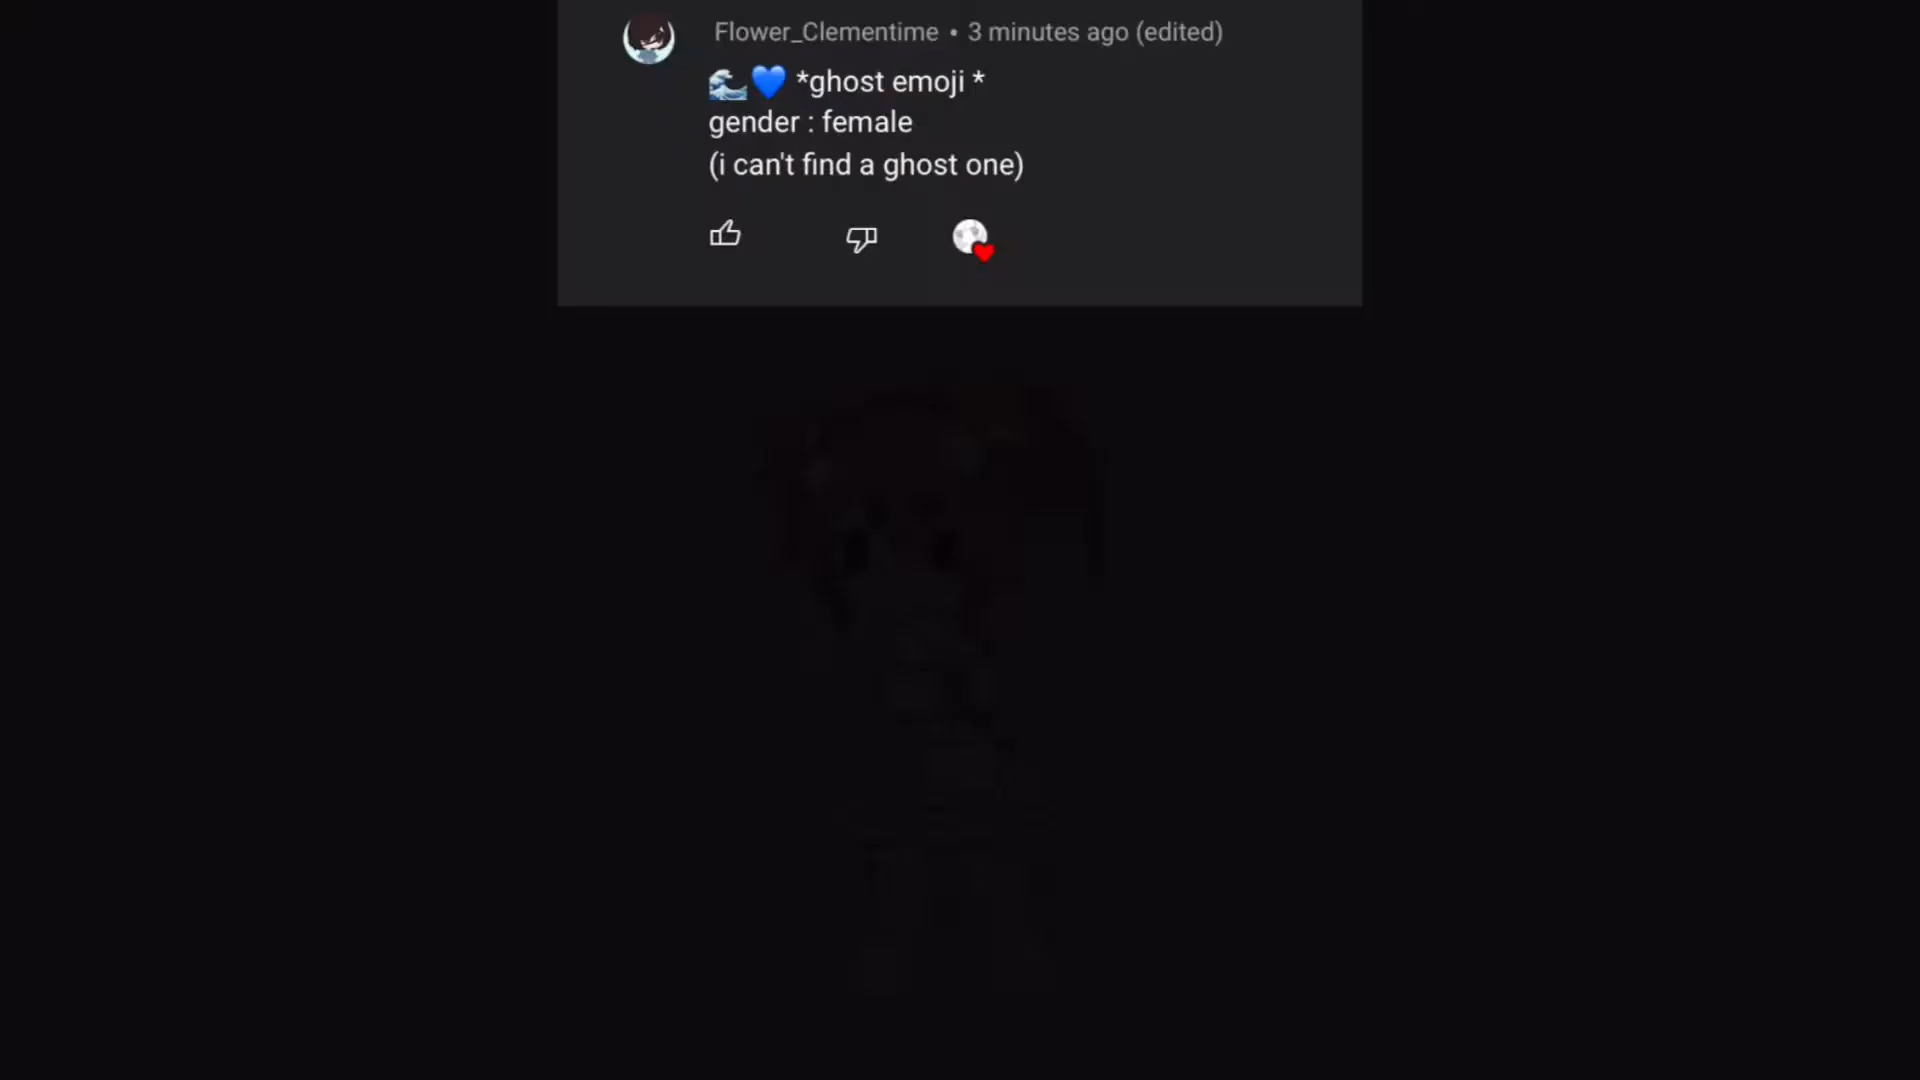 Flower_Clementime • 3 minutes ago (edited)
🌊💙 *ghost emoji *
gender : female
(i can't find a ghost one)